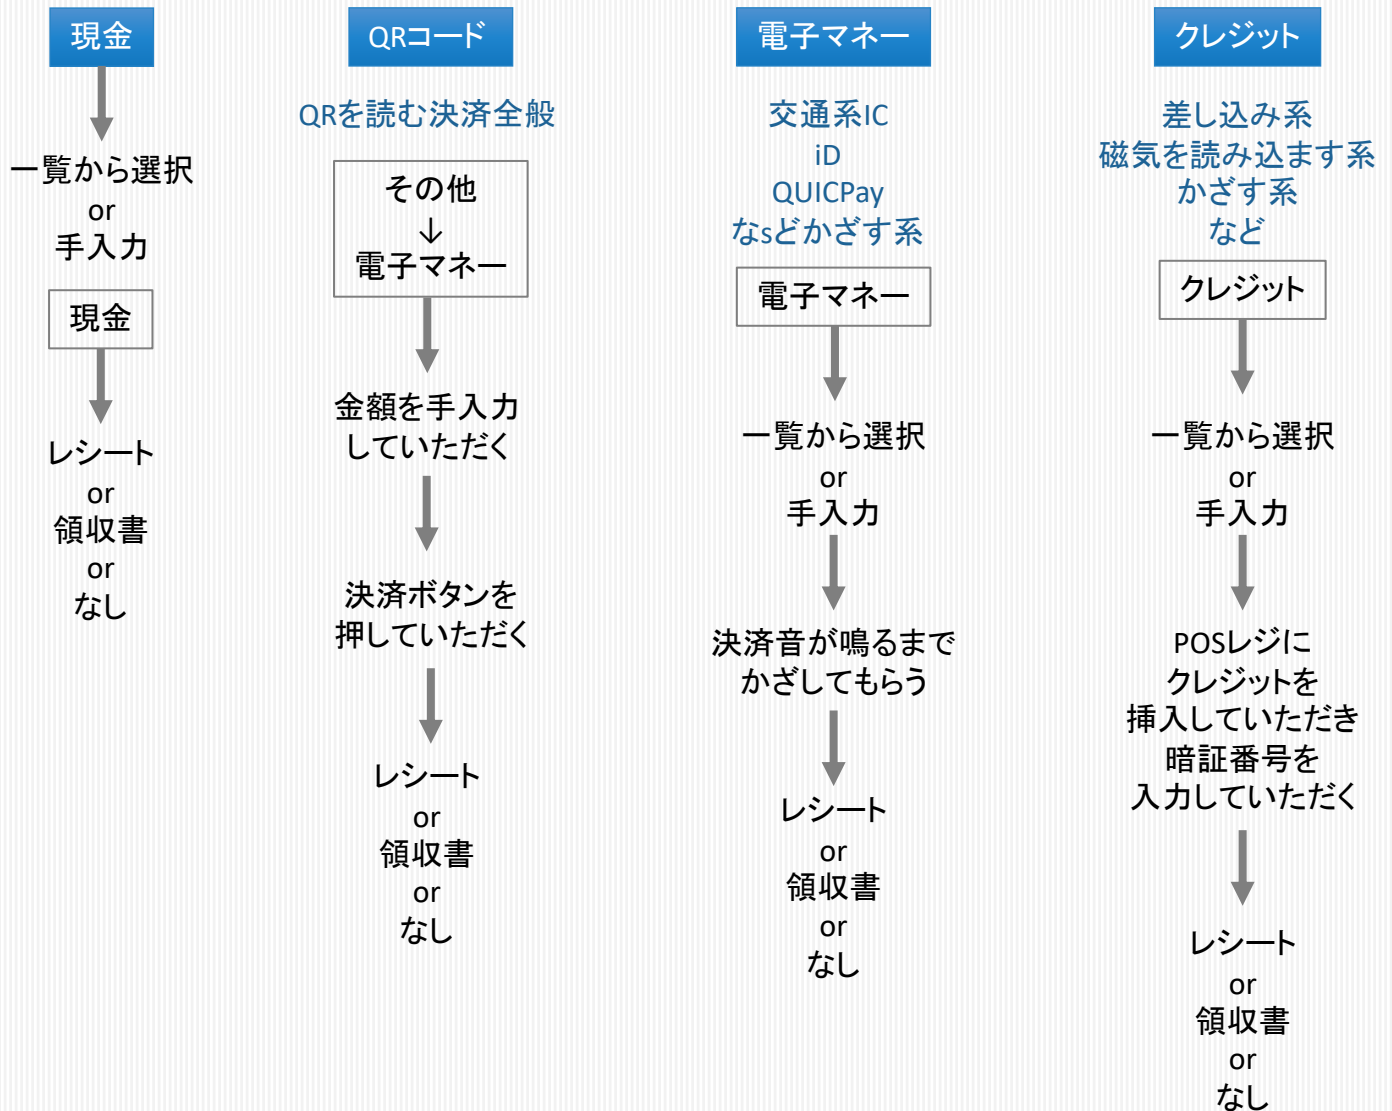 現金
一覧から選択
or
手入力
現金
レシート
or
領収書
or
なし
QRコード
QRを読む決済全般
その他
↓
電子マネー
金額を手入力
していただく
決済ボタンを
押していただく
レシート
or
領収書
or
なし
電子マネー
交通系IC
iD
QUICPay
なsどかざす系
電子マネー
一覧から選択
or
手入力
決済音が鳴るまで
かざしてもらう
レシート
or
領収書
or
なし
クレジット
差し込み系
磁気を読み込ます系
かざす系
など
クレジット
一覧から選択
or
手入力
POSレジに
クレジットを
挿入していただき
暗証番号を
入力していただく
レシート
or
領収書
or
なし